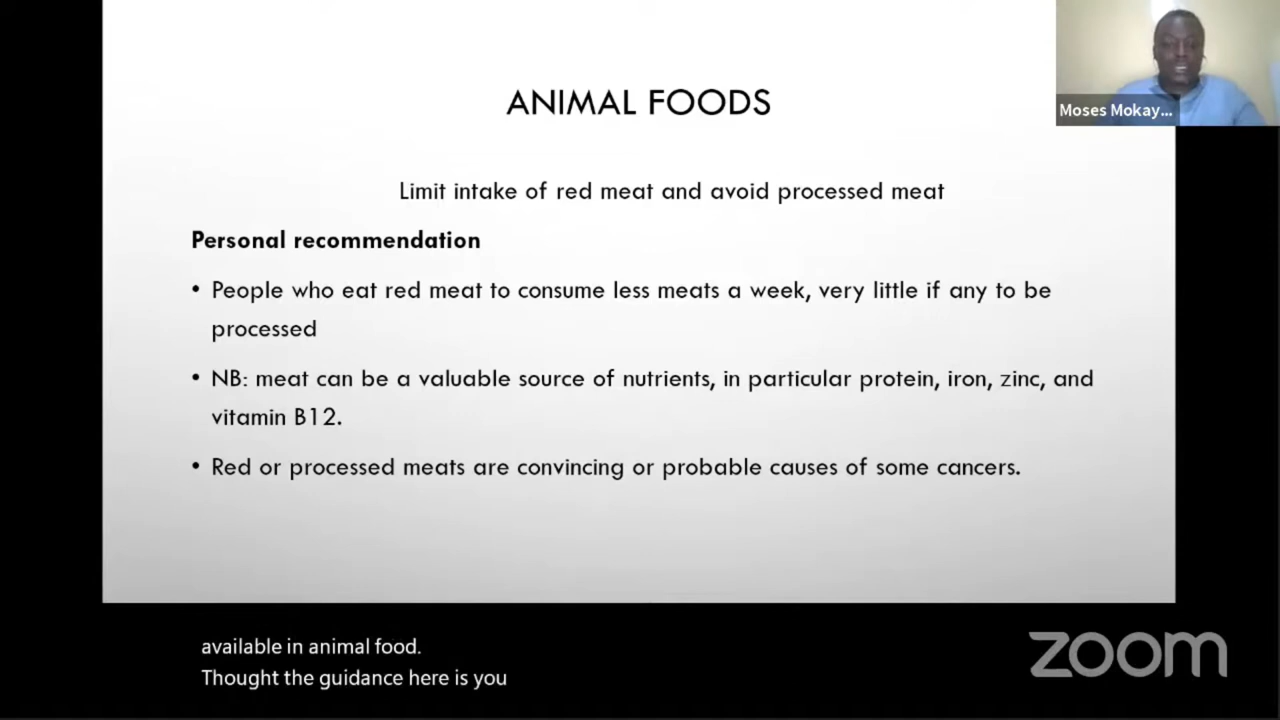 ANIMAL FOODS
Moses Mokay...
Limit intake of red meat and avoid processed meat
Personal recommendation
• People who eat red meat to consume less meats a week, very little if any to be
processed
• NB: meat can be a valuable source of nutrients, in particular protein, iron, zinc, and
vitamin B12.
• Red or processed meats are convincing or probable causes of some cancers.
available in animal food.
Thought the guidance here is you
zoom